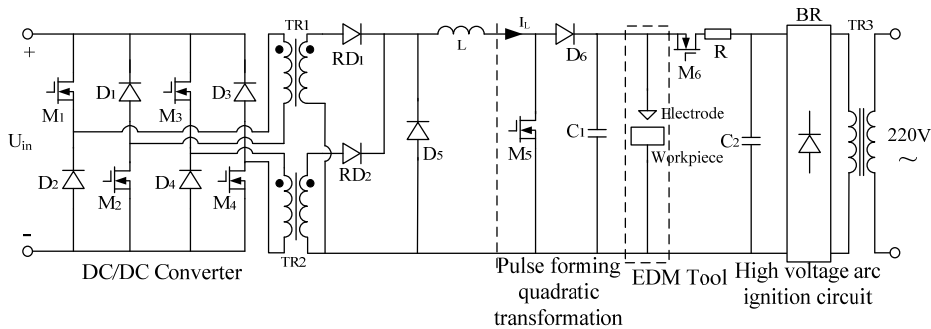 TR1
I_L
BR
TR3
+
RD₁
L
D₆
R
M₆
M₁
D₁
M₃
D₃
Electrode
U_in
D₅
M₅
C₁
C₂
220V
~
Workpiece
D₂
M₂
D₄
M₄
RD₂
-
TR2
DC/DC Converter
Pulse forming
quadratic
transformation
EDM Tool
High voltage arc
ignition circuit